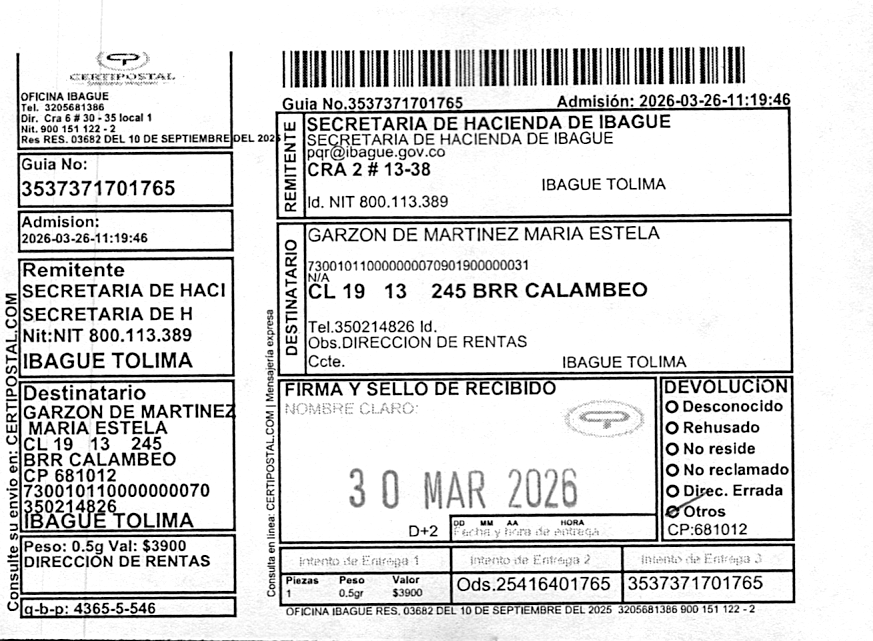 CERTIPOSTAL
OFICINA IBAGUE
Tel. 3205681386
Dir. Cra 6 # 30 - 35 local 1
Nit. 900 151 122 - 2
Res RES. 03682 DEL 10 DE SEPTIEMBRE DEL 2025
Guia No:
3537371701765
Admision:
2026-03-26-11:19:46
Remitente
SECRETARIA DE HACI
SECRETARIA DE H
Nit:NIT 800.113.389
IBAGUE TOLIMA
Destinatario
GARZON DE MARTINEZ
MARIA ESTELA
CL 19 13 245
BRR CALAMBEO
CP 681012
730010110000000070
350214826
IBAGUE TOLIMA
Peso: 0.5g Val: $3900
DIRECCIÓN DE RENTAS
q-b-p: 4365-5-546
Consulte su envio en: CERTIPOSTAL.COM
Guia No.3537371701765
Admisión: 2026-03-26-11:19:46
REMITENTE
SECRETARIA DE HACIENDA DE IBAGUE
SECRETARIA DE HACIENDA DE IBAGUE
pqr@ibague.gov.co
CRA 2 # 13-38
IBAGUE TOLIMA
Id. NIT 800.113.389
DESTINATARIO
GARZON DE MARTINEZ MARIA ESTELA
730010110000000070901900000031
N/A
CL 19 13 245 BRR CALAMBEO
Tel.350214826 Id.
Obs.DIRECCION DE RENTAS
Ccte.
IBAGUE TOLIMA
Consulta en linea: CERTIPOSTAL.COM | Mensajería expresa
FIRMA Y SELLO DE RECIBIDO
NOMBRE CLARO:
30 MAR 2026
D+2
DD MM AA HORA
Fecha y hora de entrega
DEVOLUCIÓN
Desconocido
Rehusado
No reside
No reclamado
Direc. Errada
Otros
CP:681012
Intento de Entrega 1
Intento de Entrega 2
Intento de Entrega 3
Piezas Peso Valor
1 0.5gr $3900
Ods.25416401765
3537371701765
OFICINA IBAGUE RES. 03682 DEL 10 DE SEPTIEMBRE DEL 2025 3205681386 900 151 122 - 2